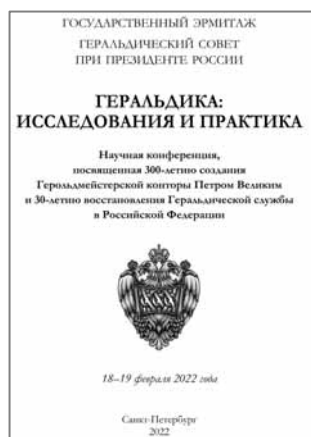 ГОСУДАРСТВЕННЫЙ ЭРМИТАЖ
ГЕРАЛЬДИЧЕСКИЙ СОВЕТ
ПРИ ПРЕЗИДЕНТЕ РОССИИ
ГЕРАЛЬДИКА:
ИССЛЕДОВАНИЯ И ПРАКТИКА
Научная конференция,
посвященная 300-летию создания
Герольдмейстерской конторы Петром Великим
и 30-летию восстановления Геральдической службы
в Российской Федерации
XXX
18–19 февраля 2022 года
Санкт-Петербург
2022